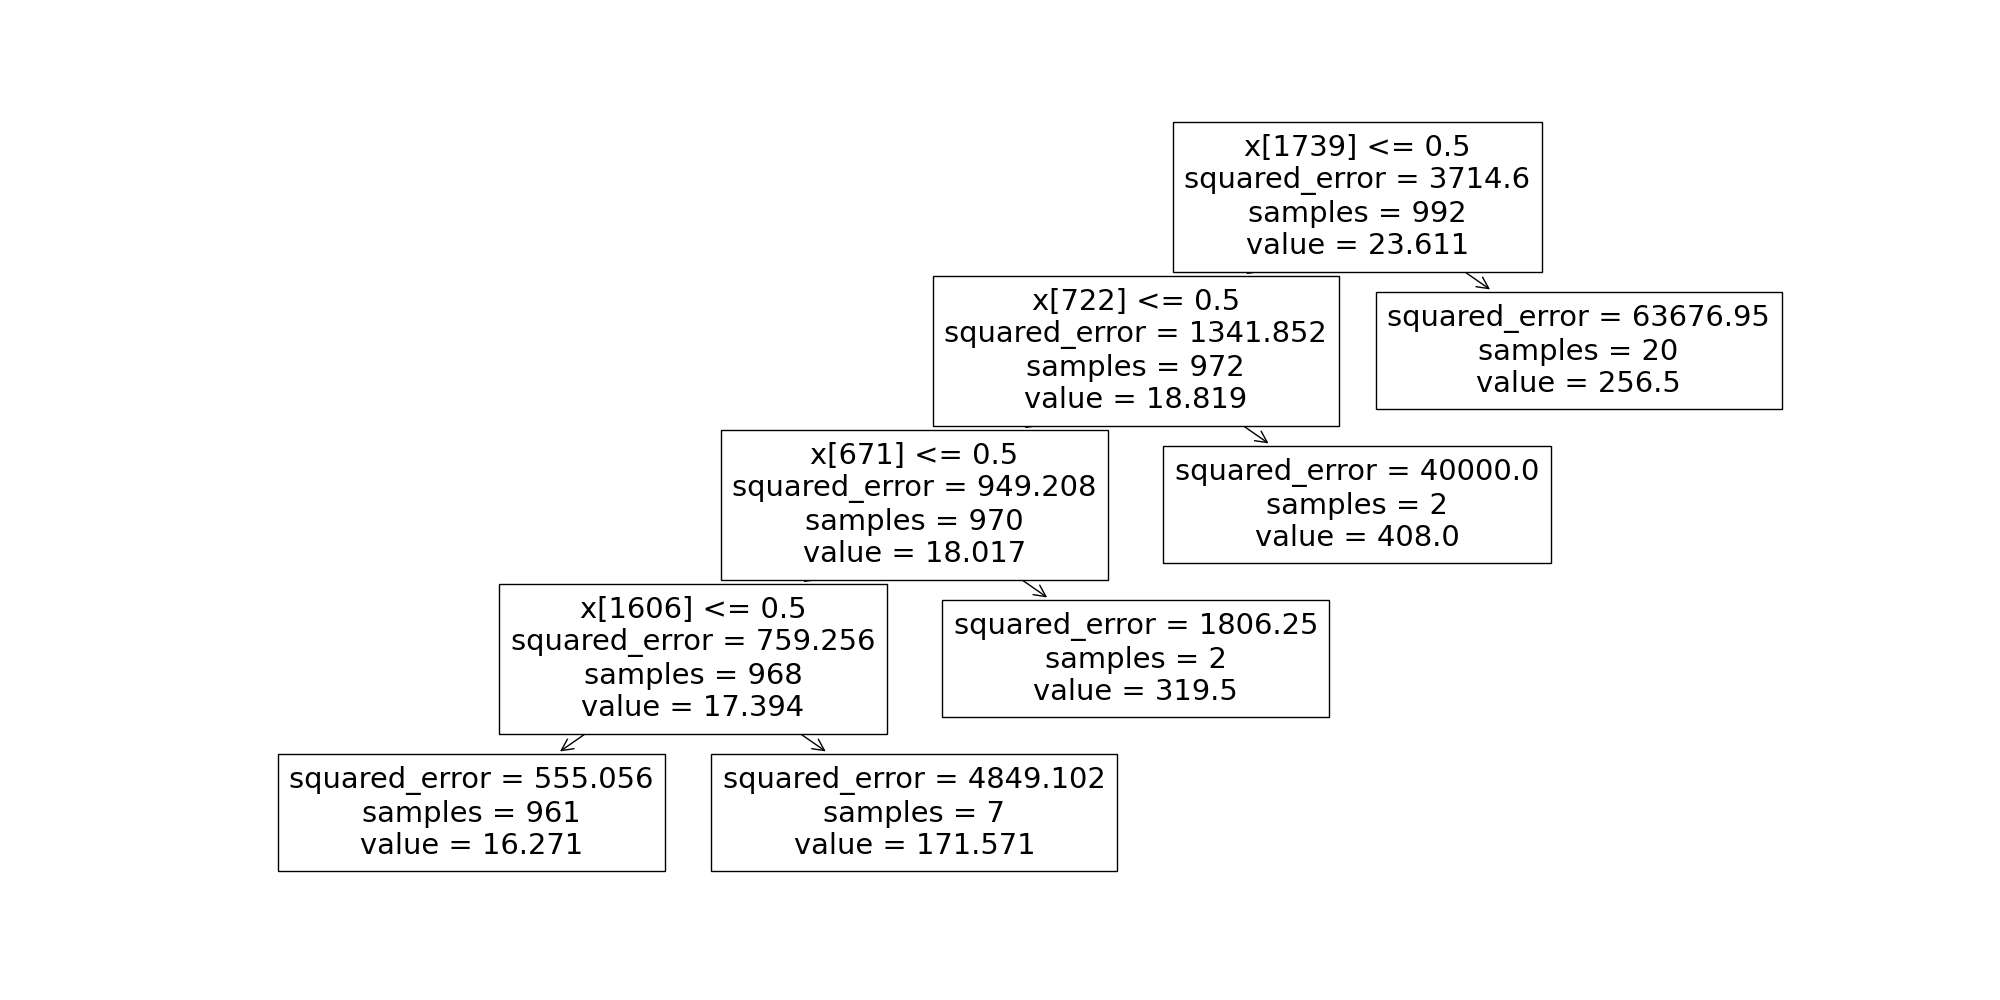 x[1739] <= 0.5
squared_error = 3714.6
samples = 992
value = 23.611
x[722] <= 0.5
squared_error = 1341.852
samples = 972
value = 18.819
squared_error = 63676.95
samples = 20
value = 256.5
x[671] <= 0.5
squared_error = 949.208
samples = 970
value = 18.017
squared_error = 40000.0
samples = 2
value = 408.0
x[1606] <= 0.5
squared_error = 759.256
samples = 968
value = 17.394
squared_error = 1806.25
samples = 2
value = 319.5
squared_error = 555.056
samples = 961
value = 16.271
squared_error = 4849.102
samples = 7
value = 171.571